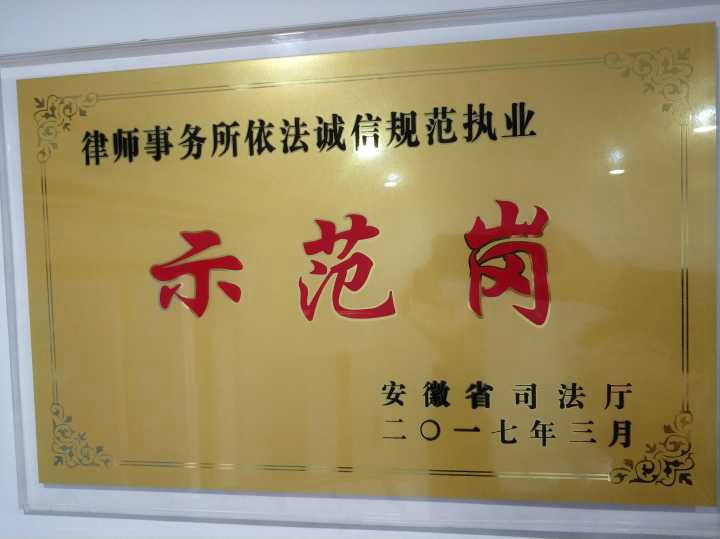 律师事务所依法诚信规范执业
示范岗
安徽省司法厅
二〇一七年三月